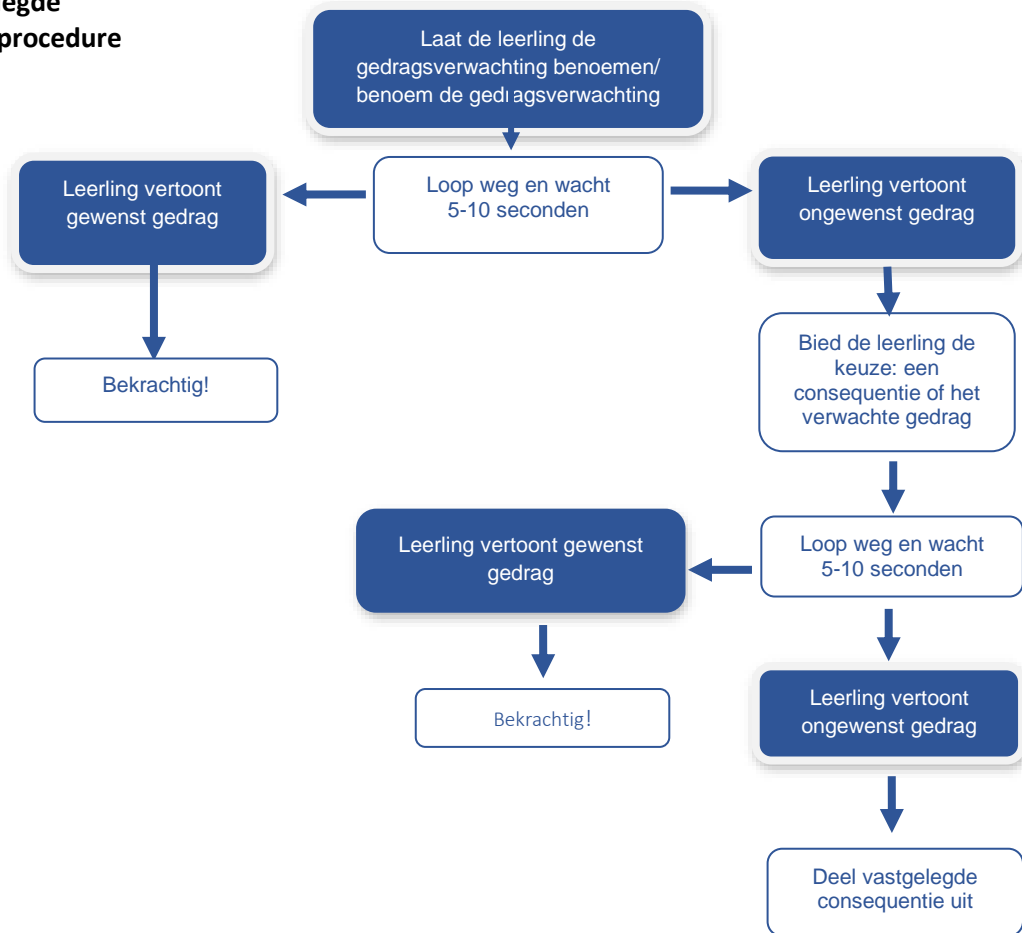 procedure
Laat de leerling de
gedragsverwachting benoemen/
benoem de gedragsverwachting
Leerling vertoont
gewenst gedrag
Loop weg en wacht
5-10 seconden
Leerling vertoont
ongewenst gedrag
Bekrachtig!
Bied de leerling de
keuze: een
consequentie of het
verwachte gedrag
Leerling vertoont gewenst
gedrag
Loop weg en wacht
5-10 seconden
Bekrachtig!
Leerling vertoont
ongewenst gedrag
Deel vastgelegde
consequentie uit